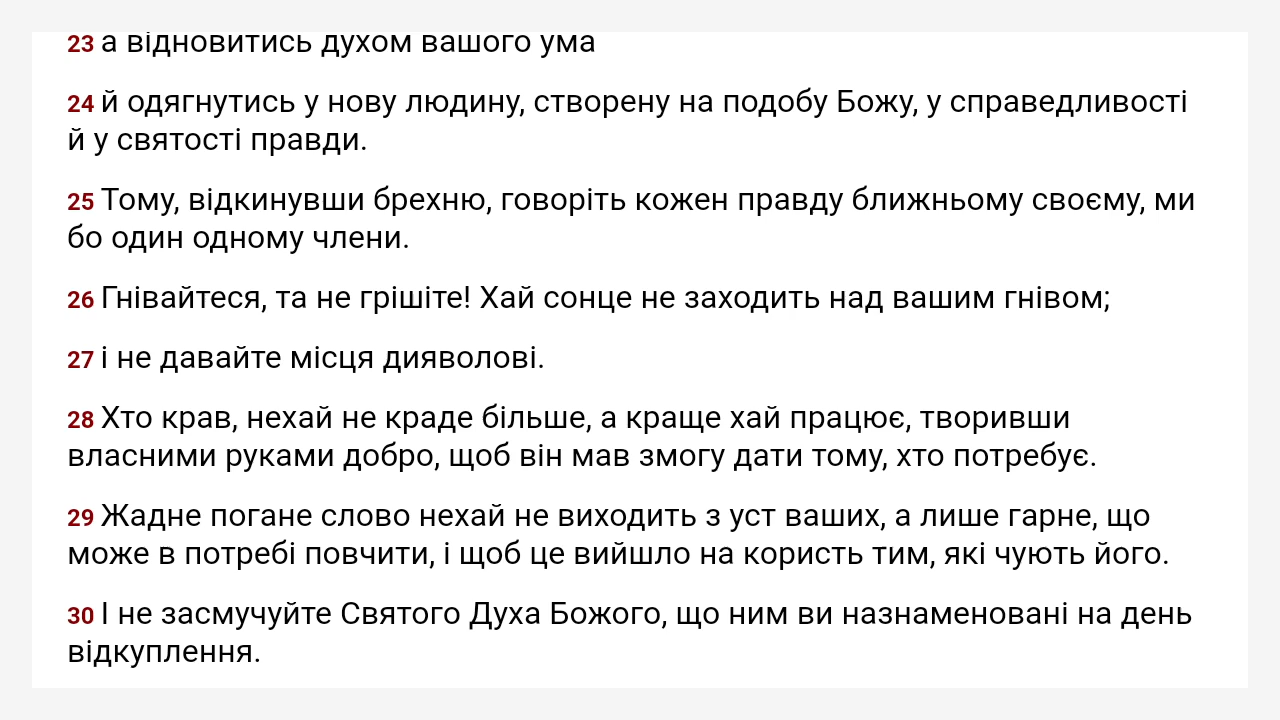 23 а відновитись духом вашого ума
24 й одягнутись у нову людину, створену на подобу Божу, у справедливості
й у святості правди.
25 Тому, відкинувши брехню, говоріть кожен правду ближньому своєму, ми
бо один одному члени.
26 Гнівайтеся, та не грішіте! Хай сонце не заходить над вашим гнівом;
27 і не давайте місця дияволові.
28 Хто крав, нехай не краде більше, а краще хай працює, творивши
власними руками добро, щоб він мав змогу дати тому, хто потребує.
29 Жадне погане слово нехай не виходить з уст ваших, а лише гарне, що
може в потребі повчити, і щоб це вийшло на користь тим, які чують його.
30 І не засмучуйте Святого Духа Божого, що ним ви назнаменовані на день
відкуплення.